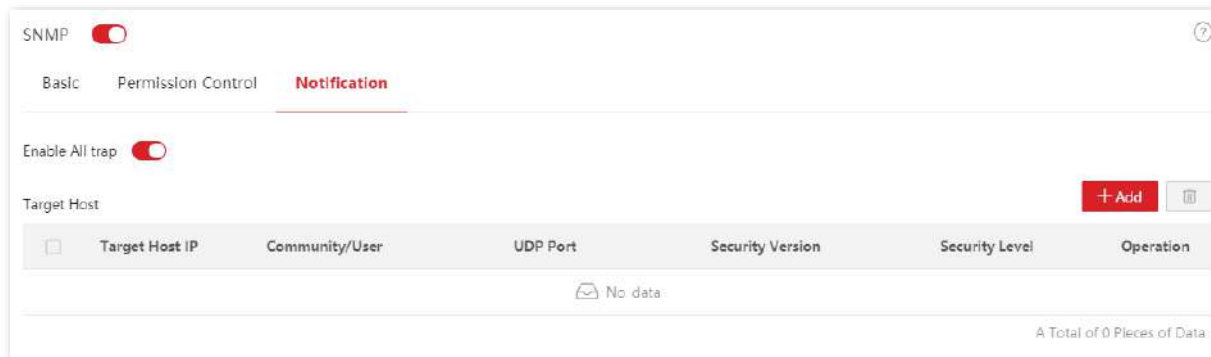 SNMP
Basic Permission Control Notification
Enable All trap
+ Add
Target Host
Target Host IP Community/User UDP Port Security Version Security Level Operation
No data
A Total of 0 Pieces of Data